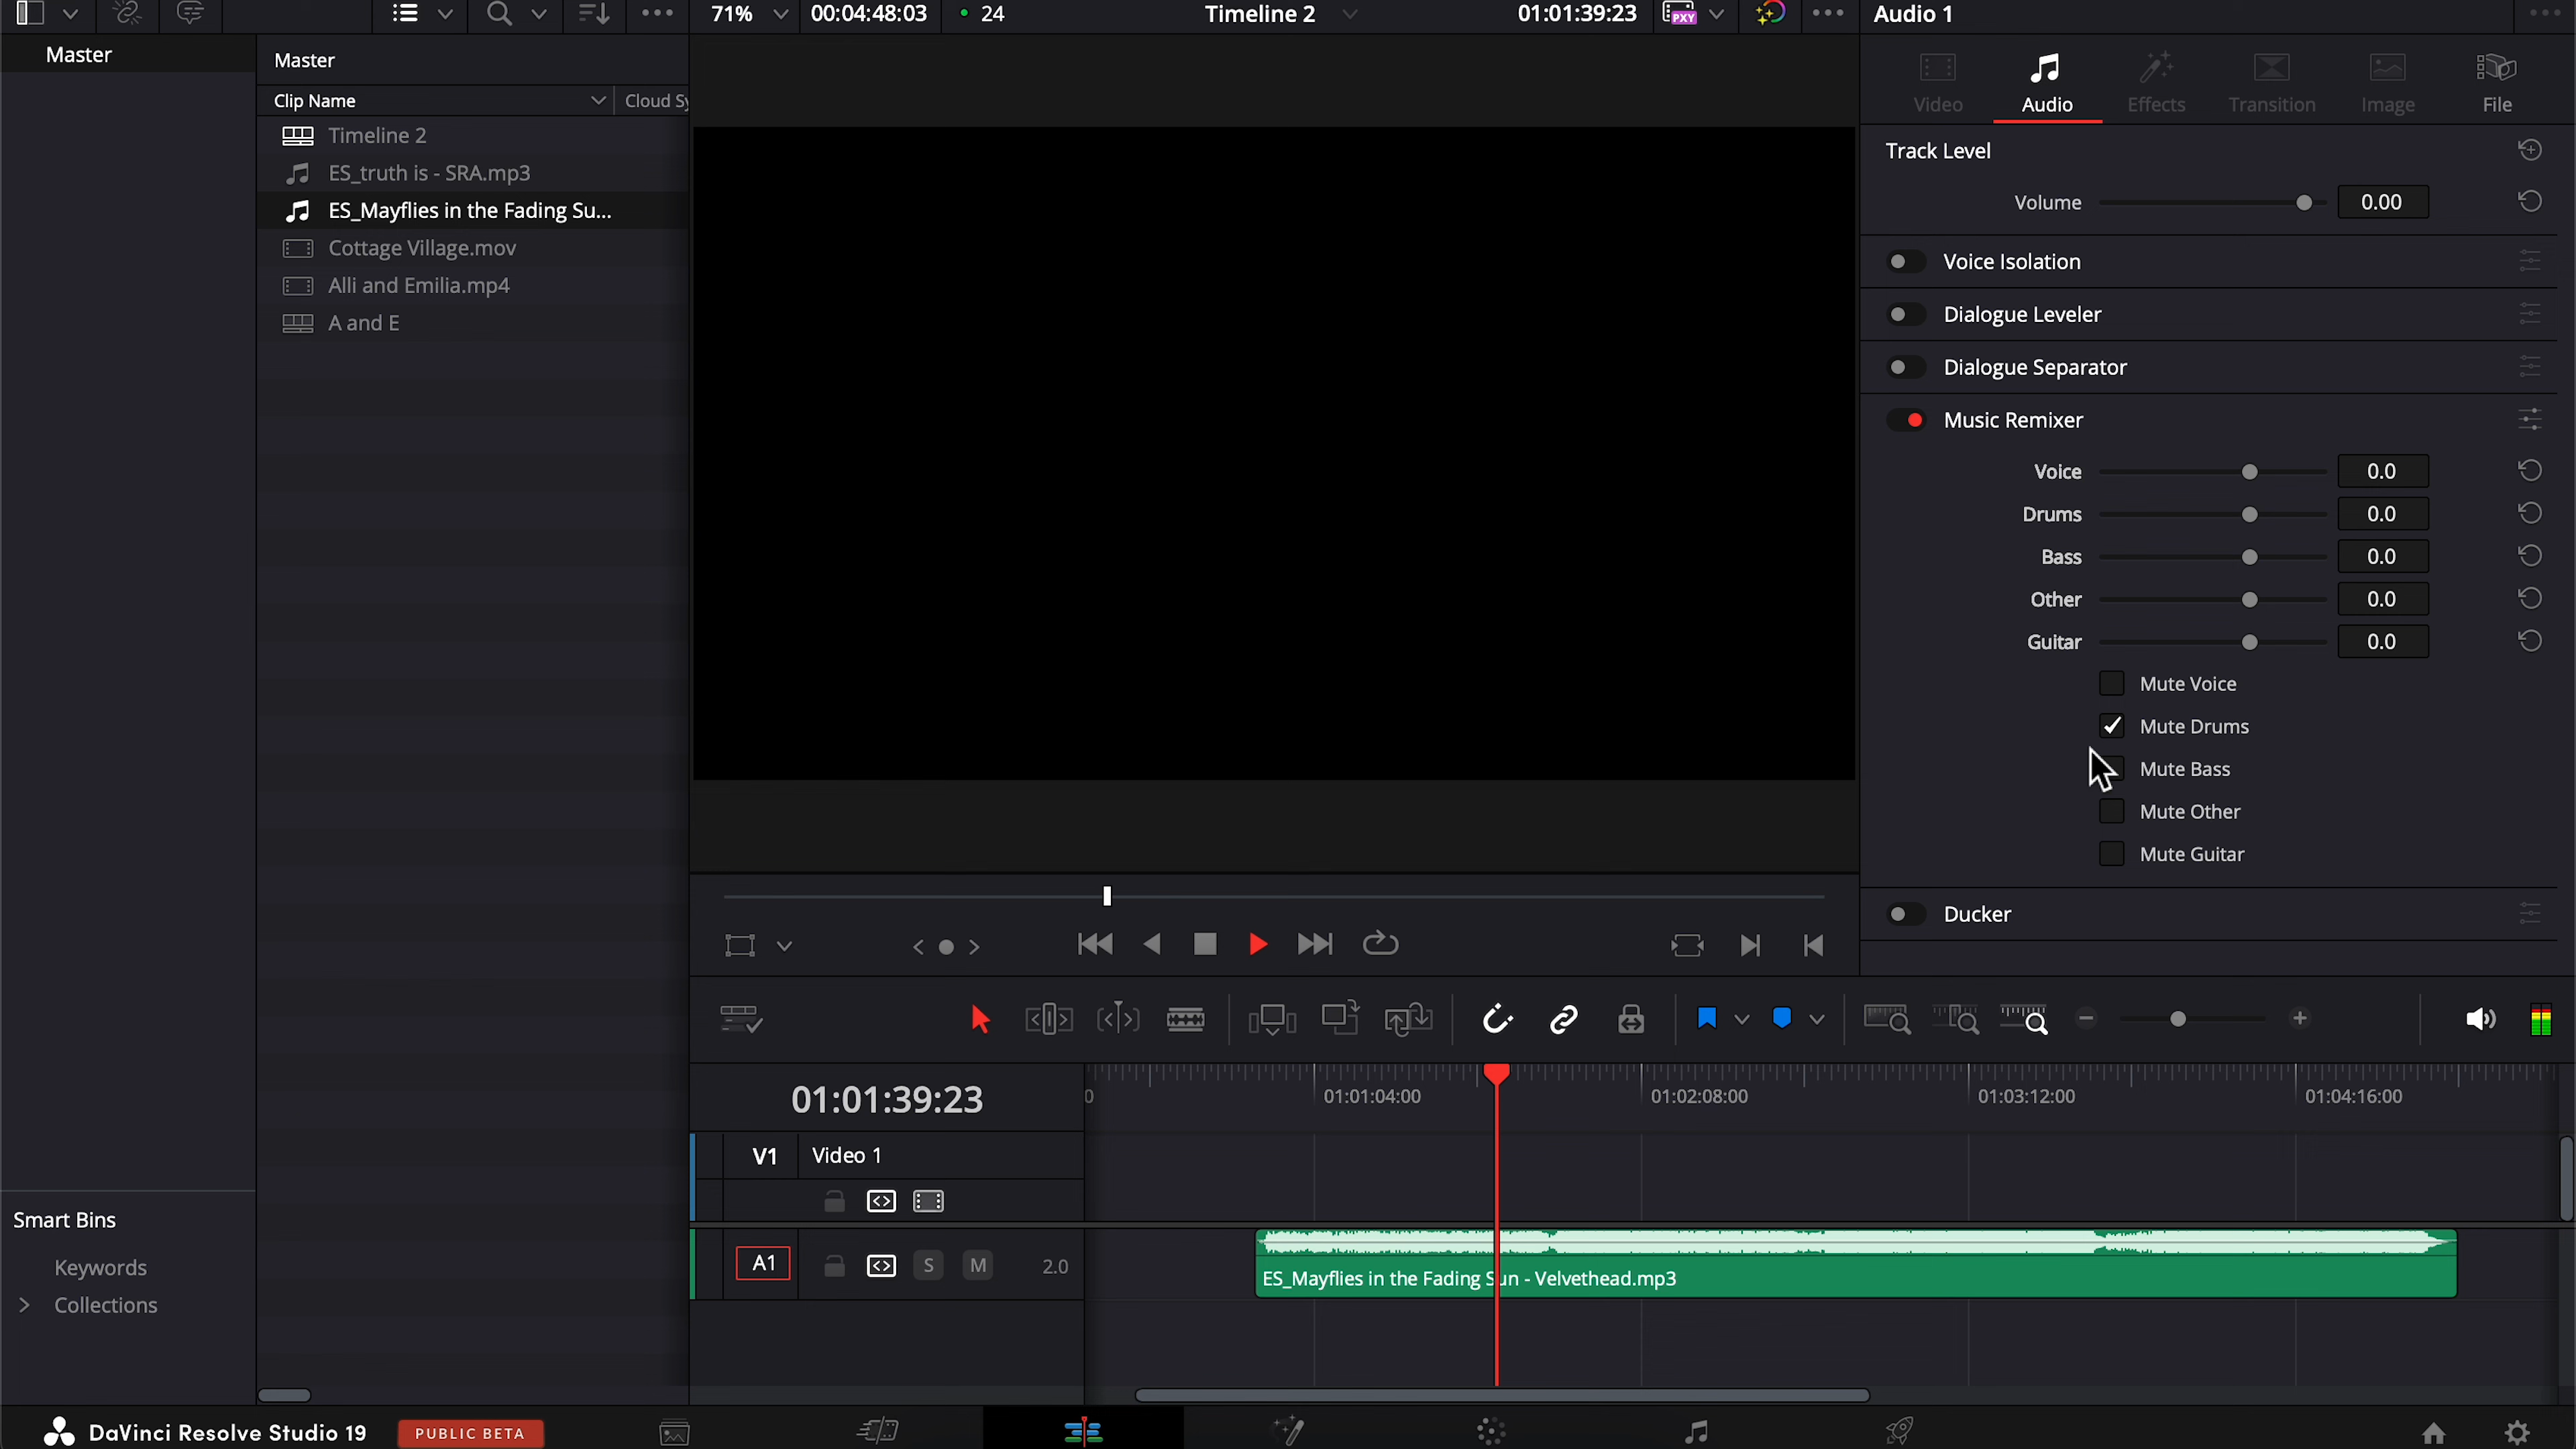 71%
00:04:48:03
24
Timeline 2
01:01:39:23
PXY
Audio 1
Master
Master
Clip Name
Cloud Sy
Timeline 2
ES_truth is - SRA.mp3
ES_Mayflies in the Fading Su...
Cottage Village.mov
Alli and Emilia.mp4
A and E
Video
Audio
Effects
Transition
Image
File
Track Level
Volume
0.00
Voice Isolation
Dialogue Leveler
Dialogue Separator
Music Remixer
Voice
0.0
Drums
0.0
Bass
0.0
Other
0.0
Guitar
0.0
Mute Voice
Mute Drums
Mute Bass
Mute Other
Mute Guitar
Ducker
01:01:39:23
0
01:01:04:00
01:02:08:00
01:03:12:00
01:04:16:00
V1
Video 1
A1
S
M
2.0
ES_Mayflies in the Fading Sun - Velvethead.mp3
Smart Bins
Keywords
Collections
DaVinci Resolve Studio 19
PUBLIC BETA